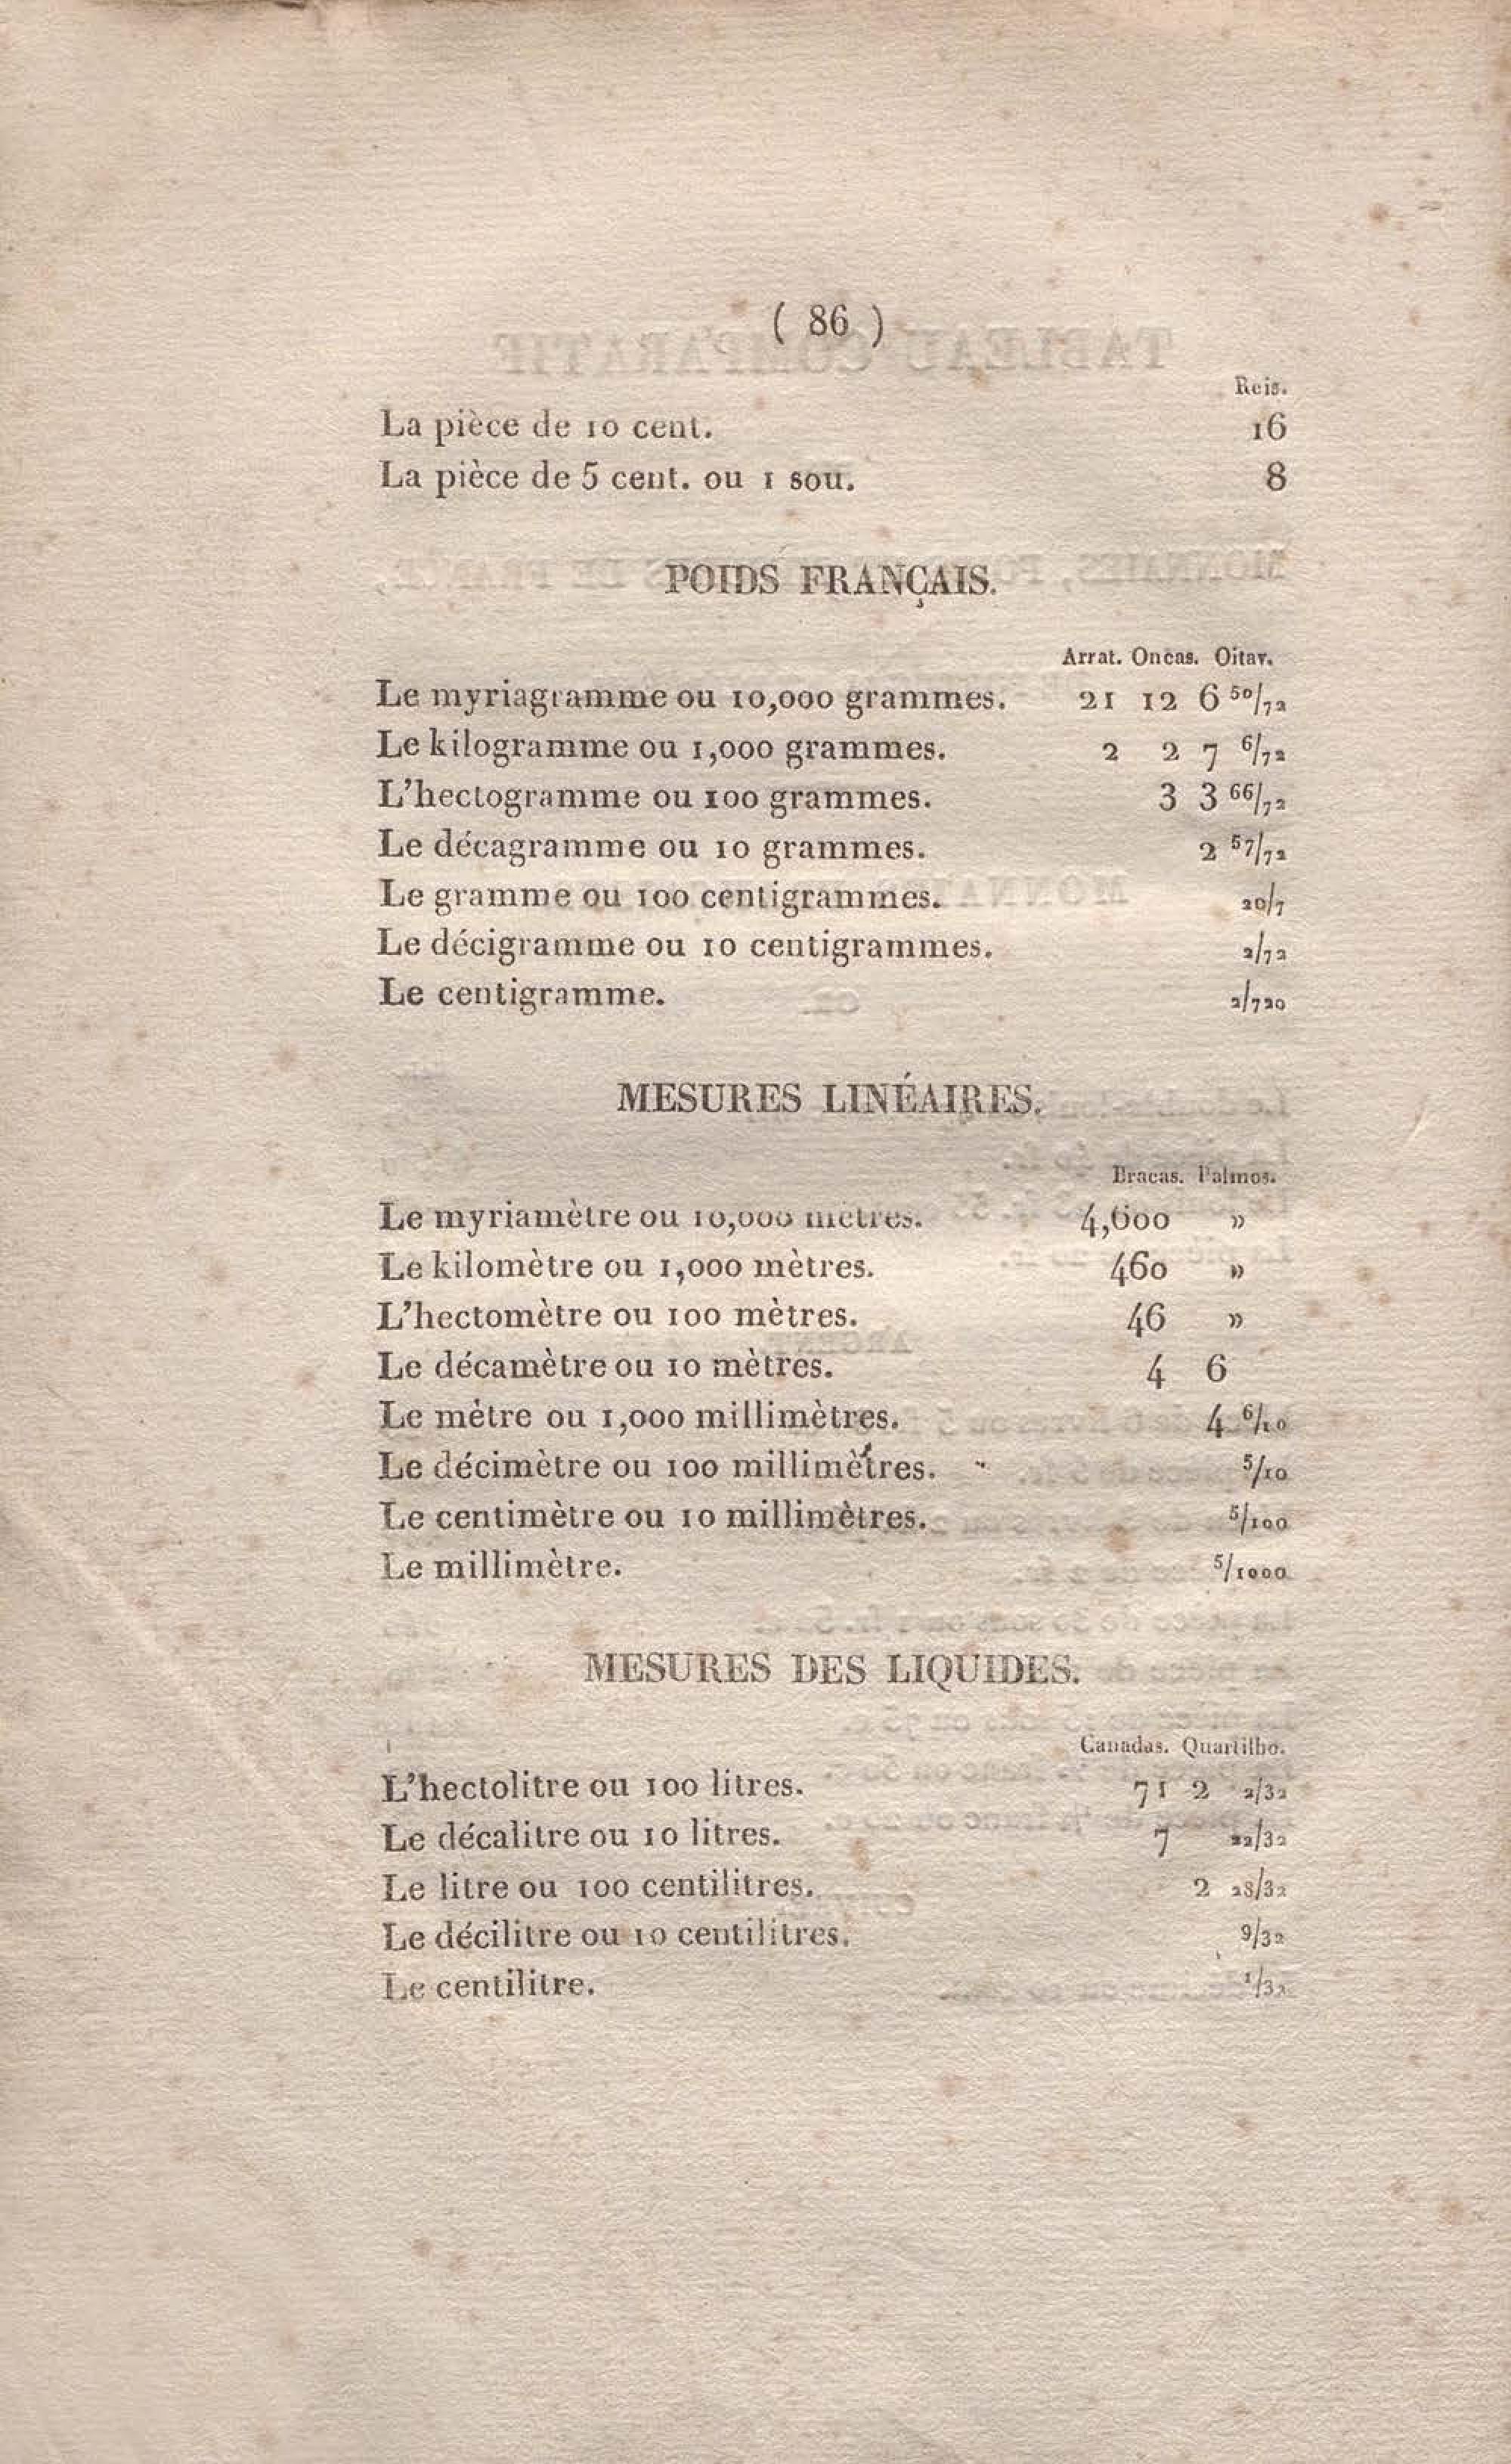 ( 86 )
Reis.
La pièce de 10 cent. 16
La pièce de 5 cent. ou 1 sou. 8
POIDS FRANÇAIS.
Arrat. Oncas. Oitav.
Le myriagramme ou 10,000 grammes. 21 12 6 50/72
Le kilogramme ou 1,000 grammes. 2 2 7 6/72
L'hectogramme ou 100 grammes. 3 3 66/72
Le décagramme ou 10 grammes. 2 57/72
Le gramme ou 100 centigrammes. 20/7
Le décigramme ou 10 centigrammes. 2/72
Le centigramme. 2/720
MESURES LINÉAIRES.
Bracas. Palmos.
Le myriamètre ou 10,000 mètres. 4,600 »
Le kilomètre ou 1,000 mètres. 460 »
L'hectomètre ou 100 mètres. 46 »
Le décamètre ou 10 mètres. 4 6
Le mètre ou 1,000 millimètres. 4 6/10
Le décimètre ou 100 millimètres. 5/10
Le centimètre ou 10 millimètres. 5/100
Le millimètre. 5/1000
MESURES DES LIQUIDES.
Canadas. Quartilho.
L'hectolitre ou 100 litres. 71 2 2/32
Le décalitre ou 10 litres. 7 22/32
Le litre ou 100 centilitres. 2 28/32
Le décilitre ou 10 centilitres. 9/32
Le centilitre. 1/32